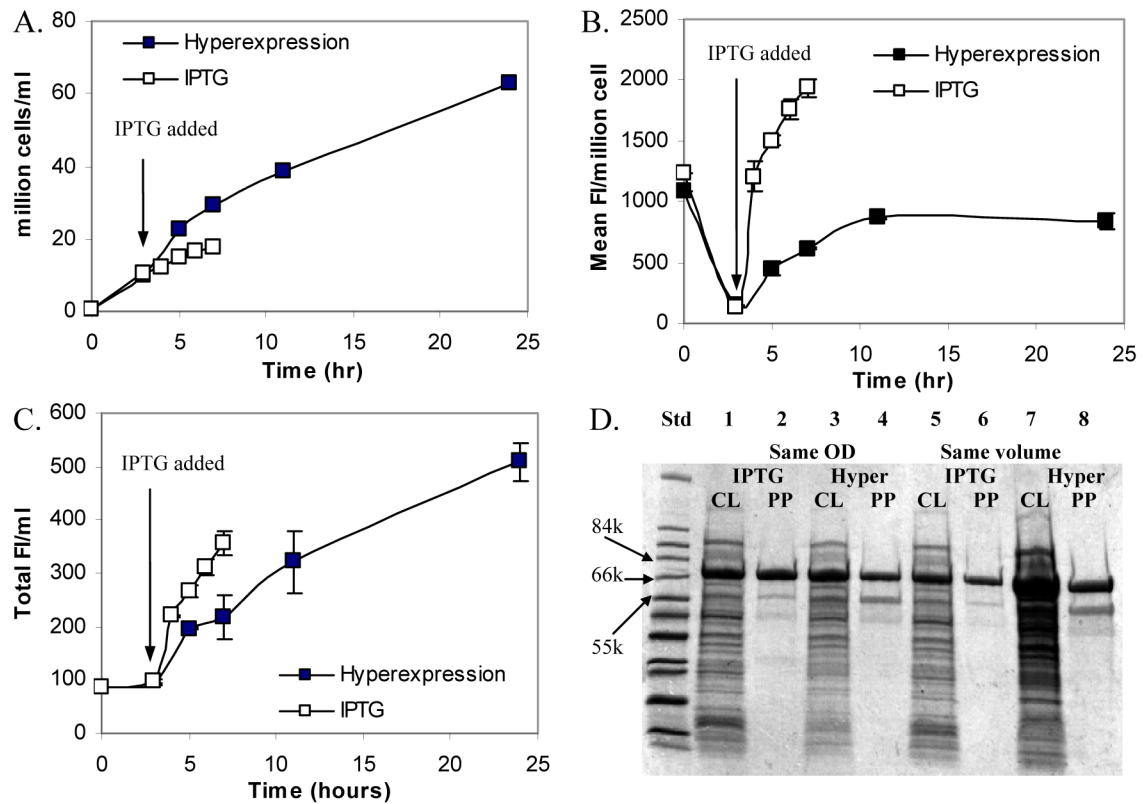 A.
80
60
40
20
0
million cells/ml
Hyperexpression
IPTG
IPTG added
0 5 10 15 20 25
Time (hr)
B.
2500
2000
1500
1000
500
0
Mean FI/million cell
IPTG added
Hyperexpression
IPTG
0 5 10 15 20 25
Time (hr)
C.
600
500
400
300
200
100
0
Total FI/ml
IPTG added
Hyperexpression
IPTG
0 5 10 15 20 25
Time (hours)
D.
Std 1 2 3 4 5 6 7 8
Same OD Same volume
IPTG Hyper IPTG Hyper
CL PP CL PP CL PP CL PP
84k
66k
55k